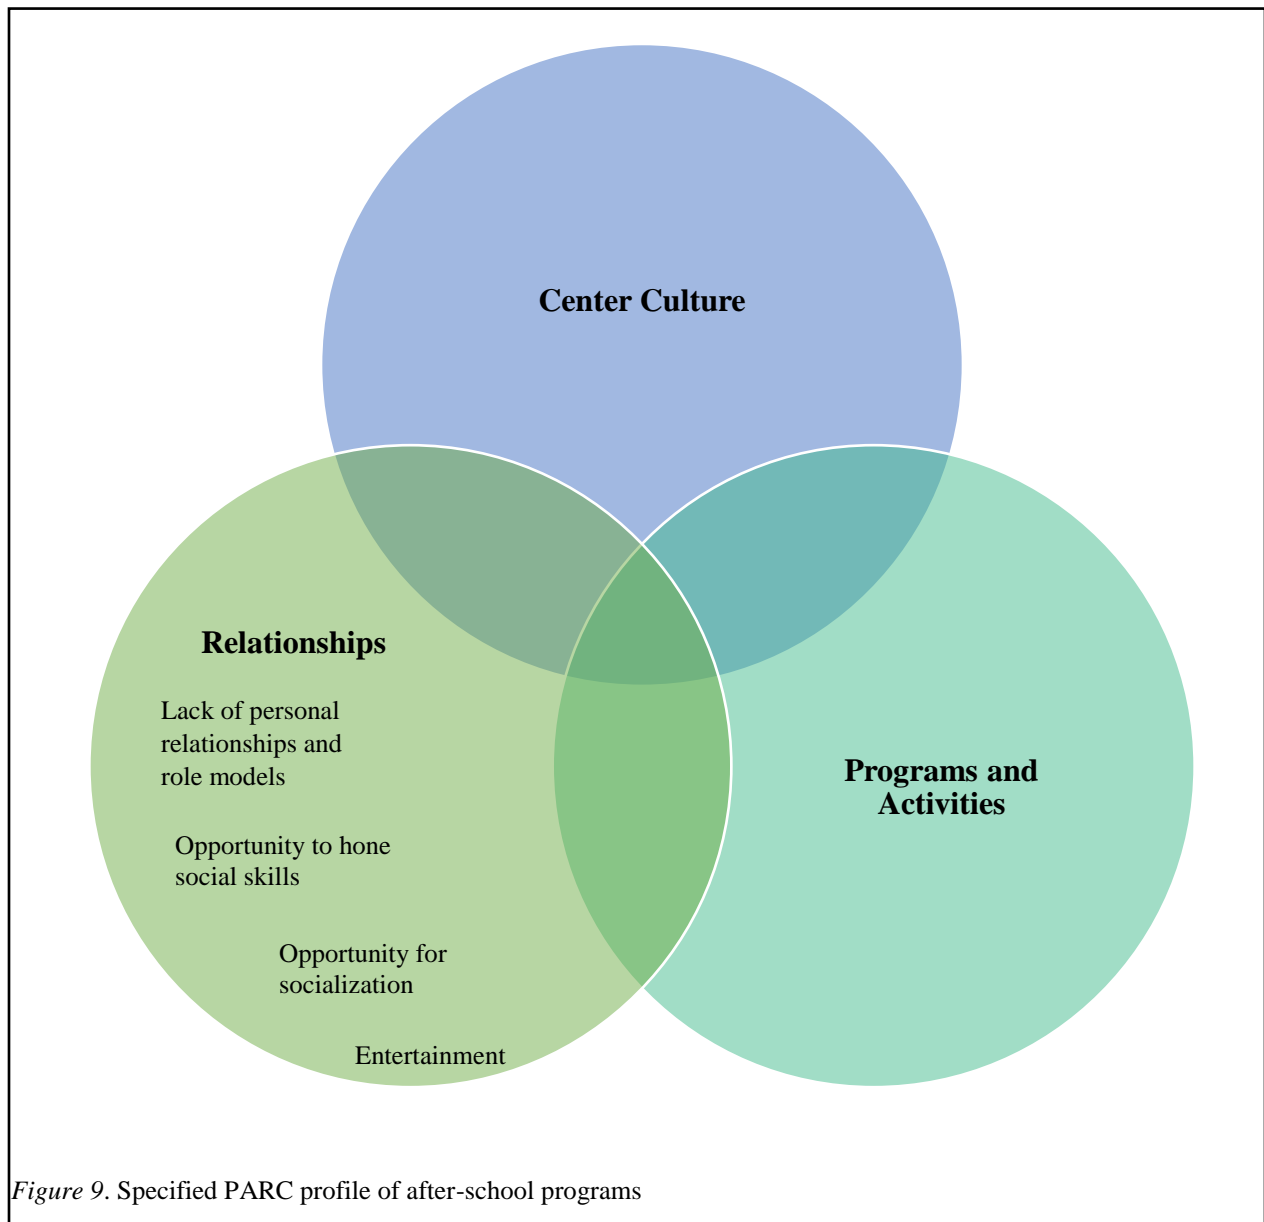 Center Culture
Relationships
Lack of personal
relationships and
role models
Opportunity to hone
social skills
Opportunity for
socialization
Entertainment
Programs and
Activities
Figure 9. Specified PARC profile of after-school programs